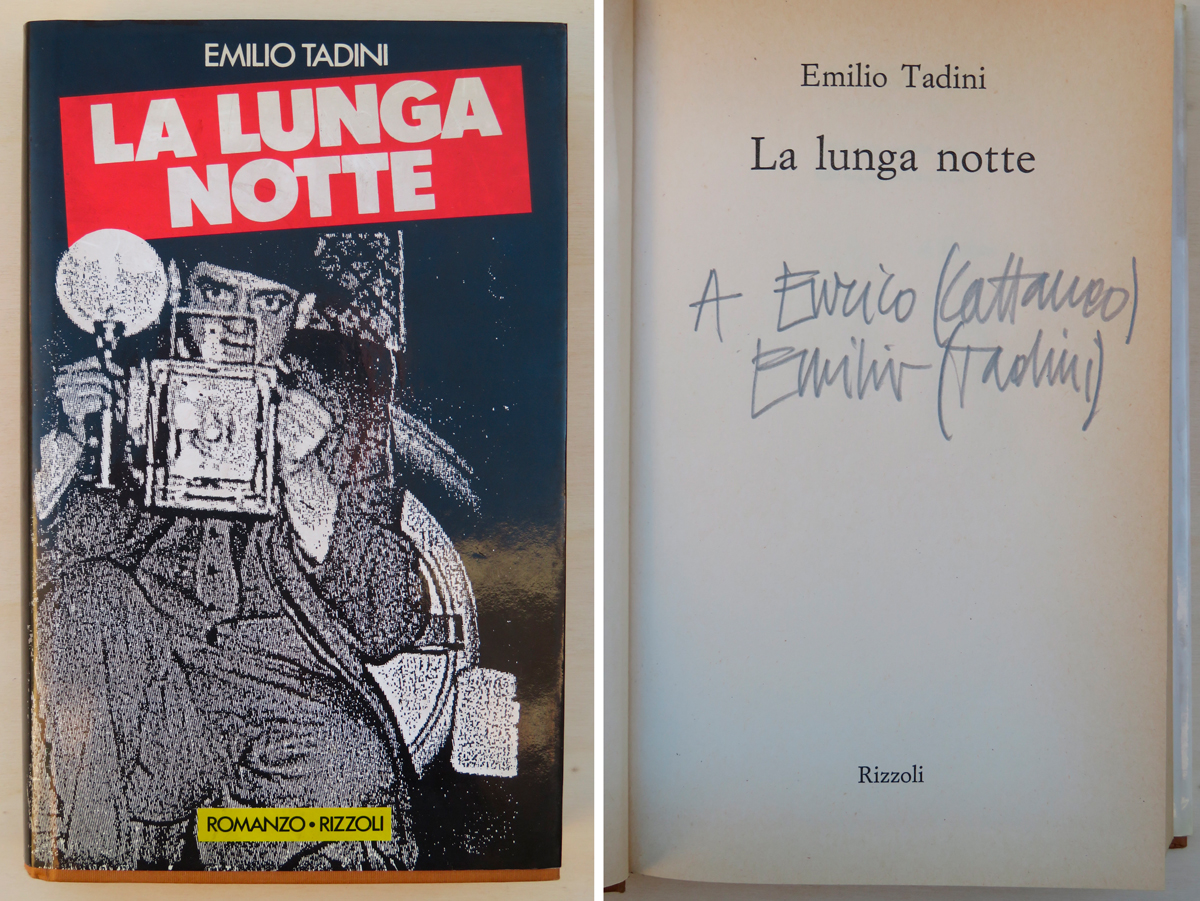 EMILIO TADINI
LA LUNGA
NOTTE
ROMANZO • RIZZOLI
Emilio Tadini
La lunga notte
A Enrico (Cattaneo)
Emilio (Tadini)
Rizzoli